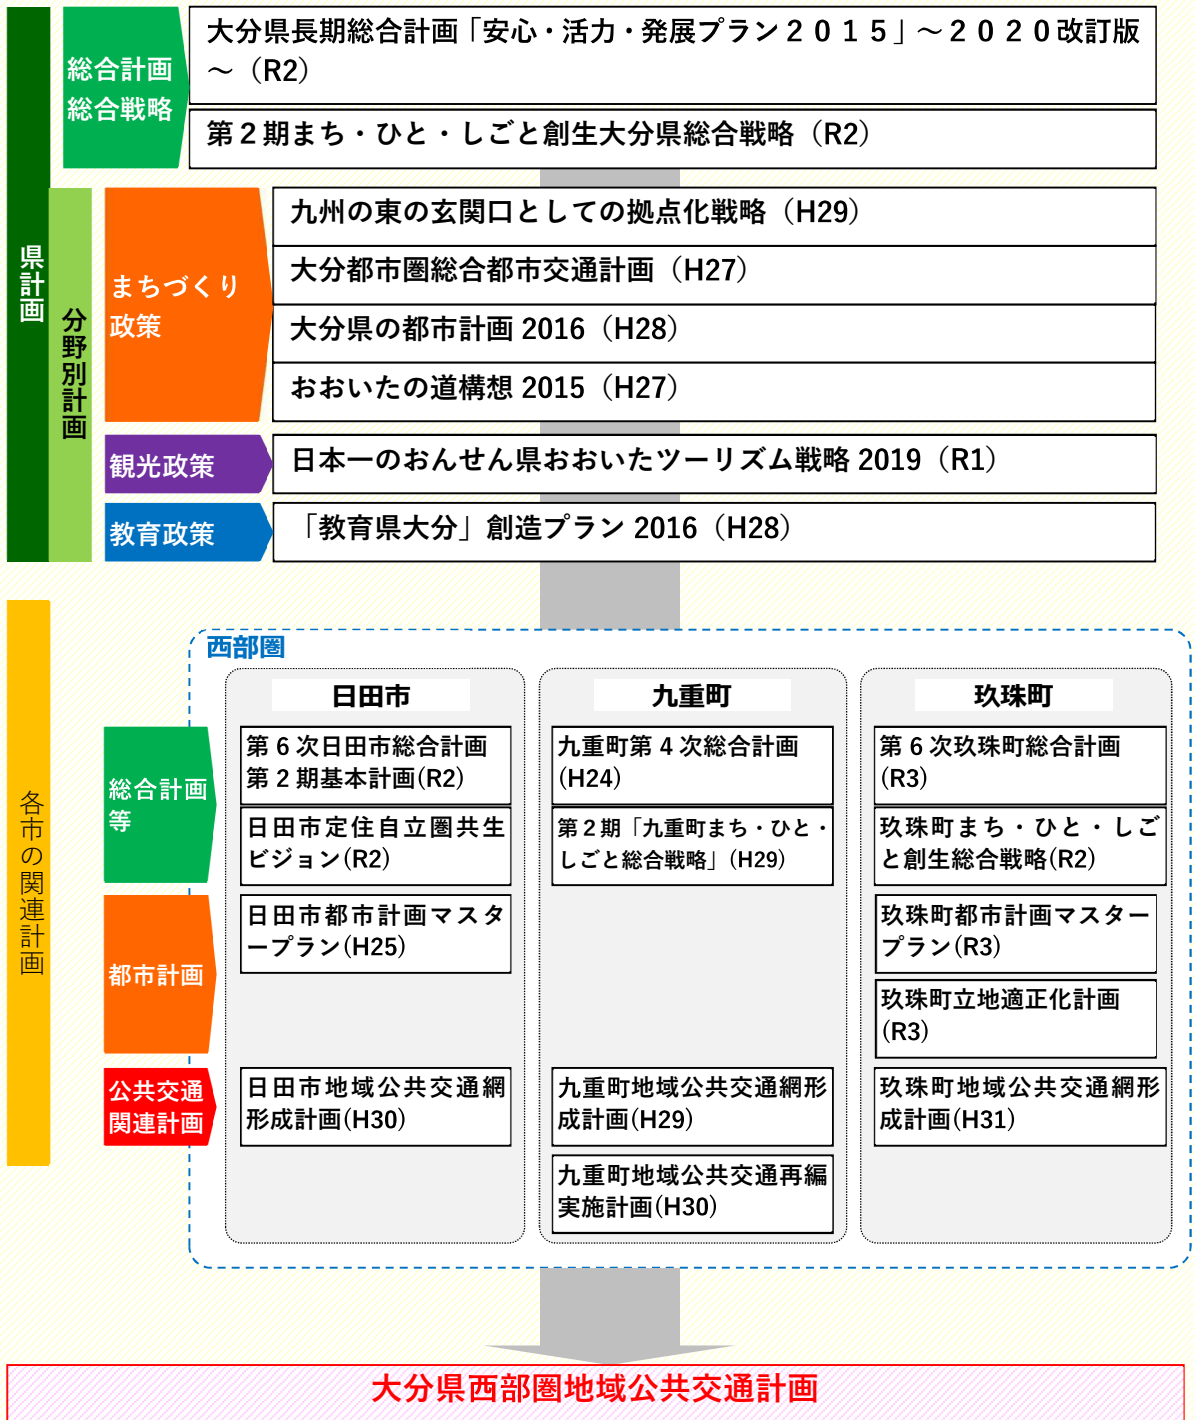 県計画
総合計画
総合戦略
大分県長期総合計画「安心・活力・発展プラン２０１５」～２０２０改訂版
～（R2）
第２期まち・ひと・しごと創生大分県総合戦略（R2）
分野別計画
まちづくり
政策
九州の東の玄関口としての拠点化戦略（H29）
大分都市圏総合都市交通計画（H27）
大分県の都市計画 2016（H28）
おおいたの道構想 2015（H27）
観光政策
日本一のおんせん県おおいたツーリズム戦略 2019（R1）
教育政策
「教育県大分」創造プラン 2016（H28）
各市の関連計画
西部圏
日田市
九重町
玖珠町
総合計画
等
第６次日田市総合計画
第２期基本計画(R2)
日田市定住自立圏共生
ビジョン(R2)
九重町第４次総合計画
(H24)
第２期「九重町まち・ひと・
しごと総合戦略」(H29)
第６次玖珠町総合計画
(R3)
玖珠町まち・ひと・しご
と創生総合戦略(R2)
都市計画
日田市都市計画マスタ
ープラン(H25)
玖珠町都市計画マスター
プラン(R3)
玖珠町立地適正化計画
(R3)
公共交通
関連計画
日田市地域公共交通網
形成計画(H30)
九重町地域公共交通網形
成計画(H29)
九重町地域公共交通再編
実施計画(H30)
玖珠町地域公共交通網形
成計画(H31)
大分県西部圏地域公共交通計画